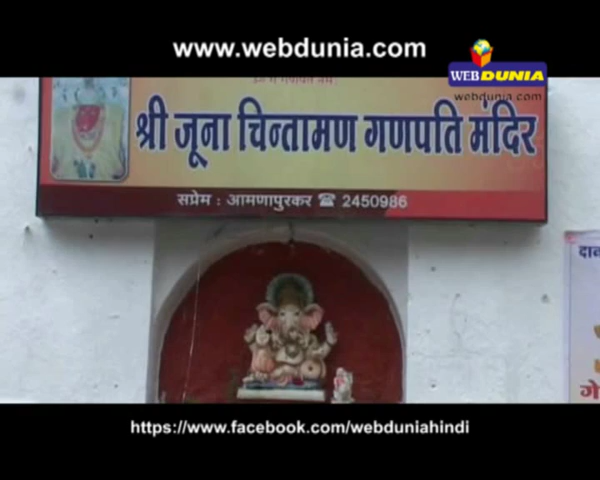 www.webdunia.com
WEBDUNIA
webdunia.com
श्री जूना चिन्तामण गणपति मंदिर
सप्रेम : आमणापुरकर ☎ 2450986
https://www.facebook.com/webduniahindi